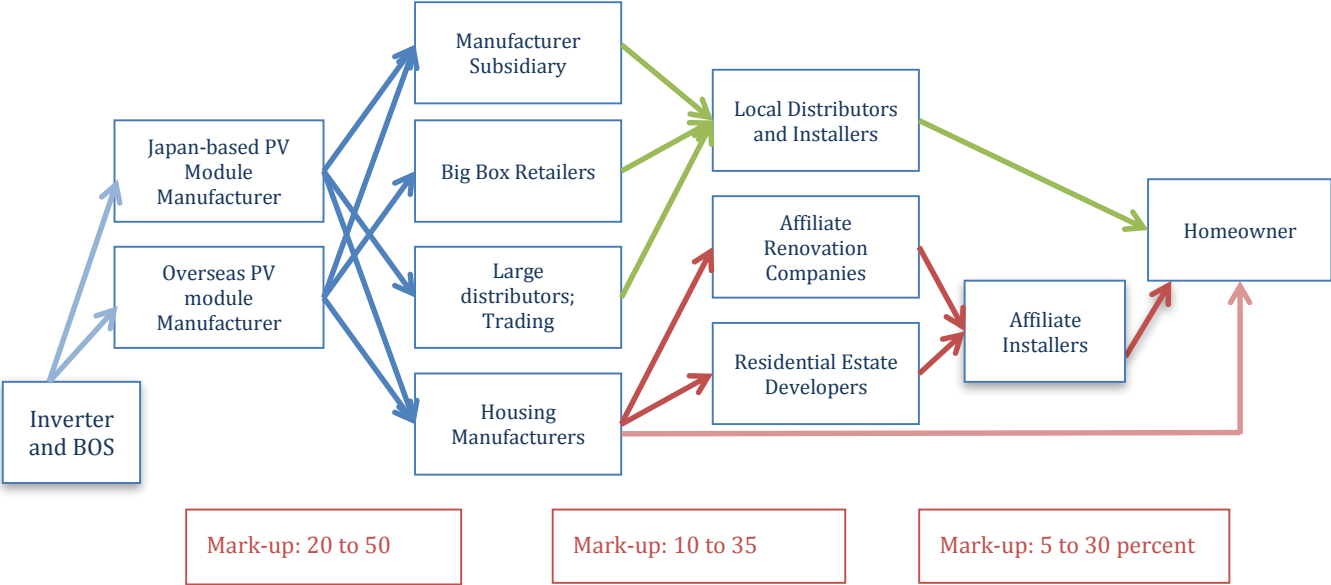 Manufacturer
Subsidiary
Japan-based PV
Module
Manufacturer
Local Distributors
and Installers
Big Box Retailers
Homeowner
Affiliate
Renovation
Companies
Overseas PV
module
Manufacturer
Large
distributors;
Trading
Affiliate
Installers
Residential Estate
Developers
Inverter
and BOS
Housing
Manufacturers
Mark-up: 20 to 50
Mark-up: 10 to 35
Mark-up: 5 to 30 percent